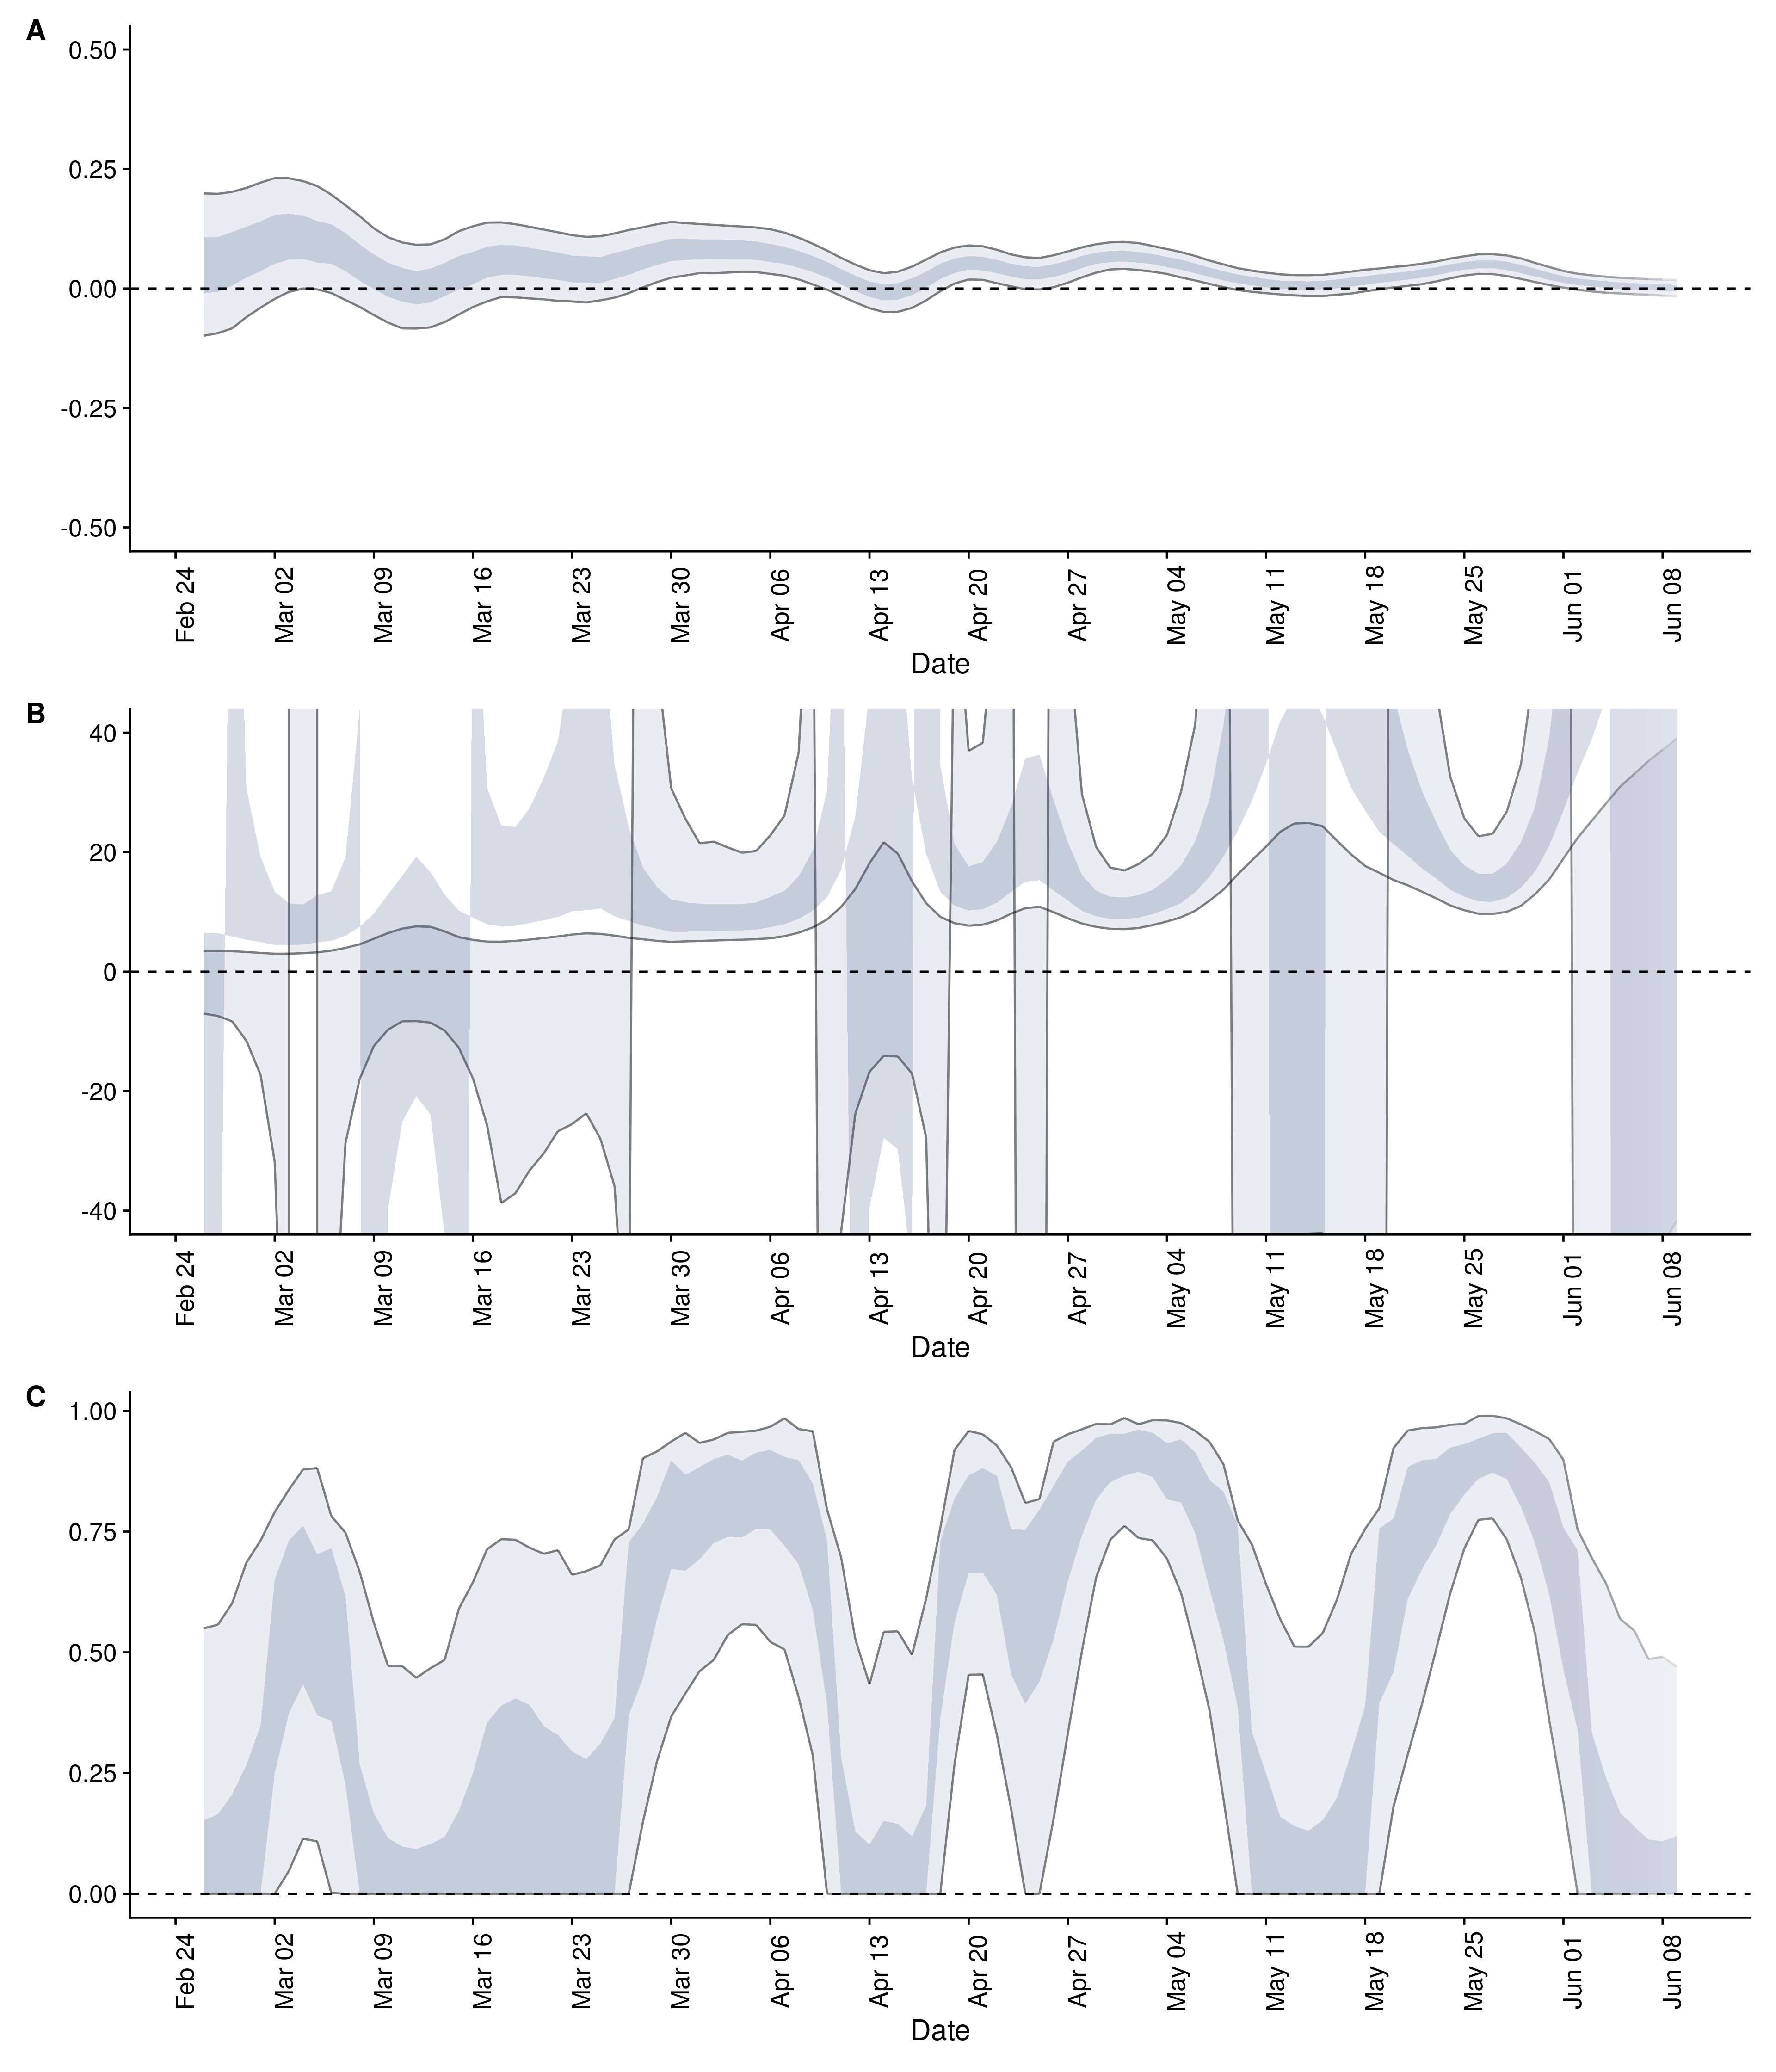 A
0.50
0.25
0.00
-0.25
-0.50
Feb 24
Mar 02
Mar 09
Mar 16
Mar 23
Mar 30
Apr 06
Apr 13
Apr 20
Apr 27
May 04
May 11
May 18
May 25
Jun 01
Jun 08
Date
B
40
20
0
-20
-40
Feb 24
Mar 02
Mar 09
Mar 16
Mar 23
Mar 30
Apr 06
Apr 13
Apr 20
Apr 27
May 04
May 11
May 18
May 25
Jun 01
Jun 08
Date
C
1.00
0.75
0.50
0.25
0.00
Feb 24
Mar 02
Mar 09
Mar 16
Mar 23
Mar 30
Apr 06
Apr 13
Apr 20
Apr 27
May 04
May 11
May 18
May 25
Jun 01
Jun 08
Date